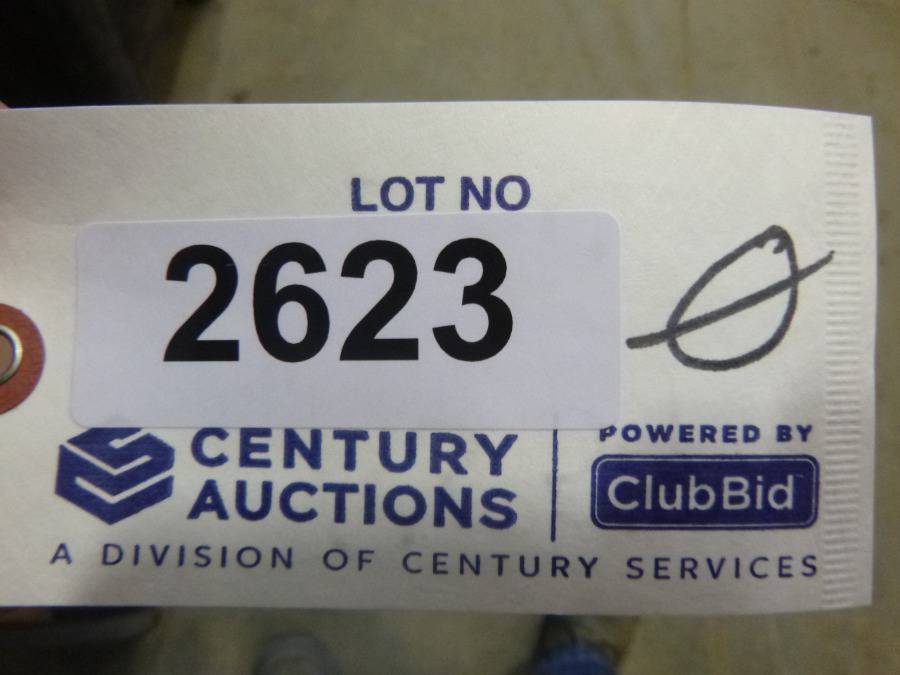 LOT NO
2623
Ø
CENTURY
AUCTIONS
POWERED BY
ClubBid
A DIVISION OF CENTURY SERVICES